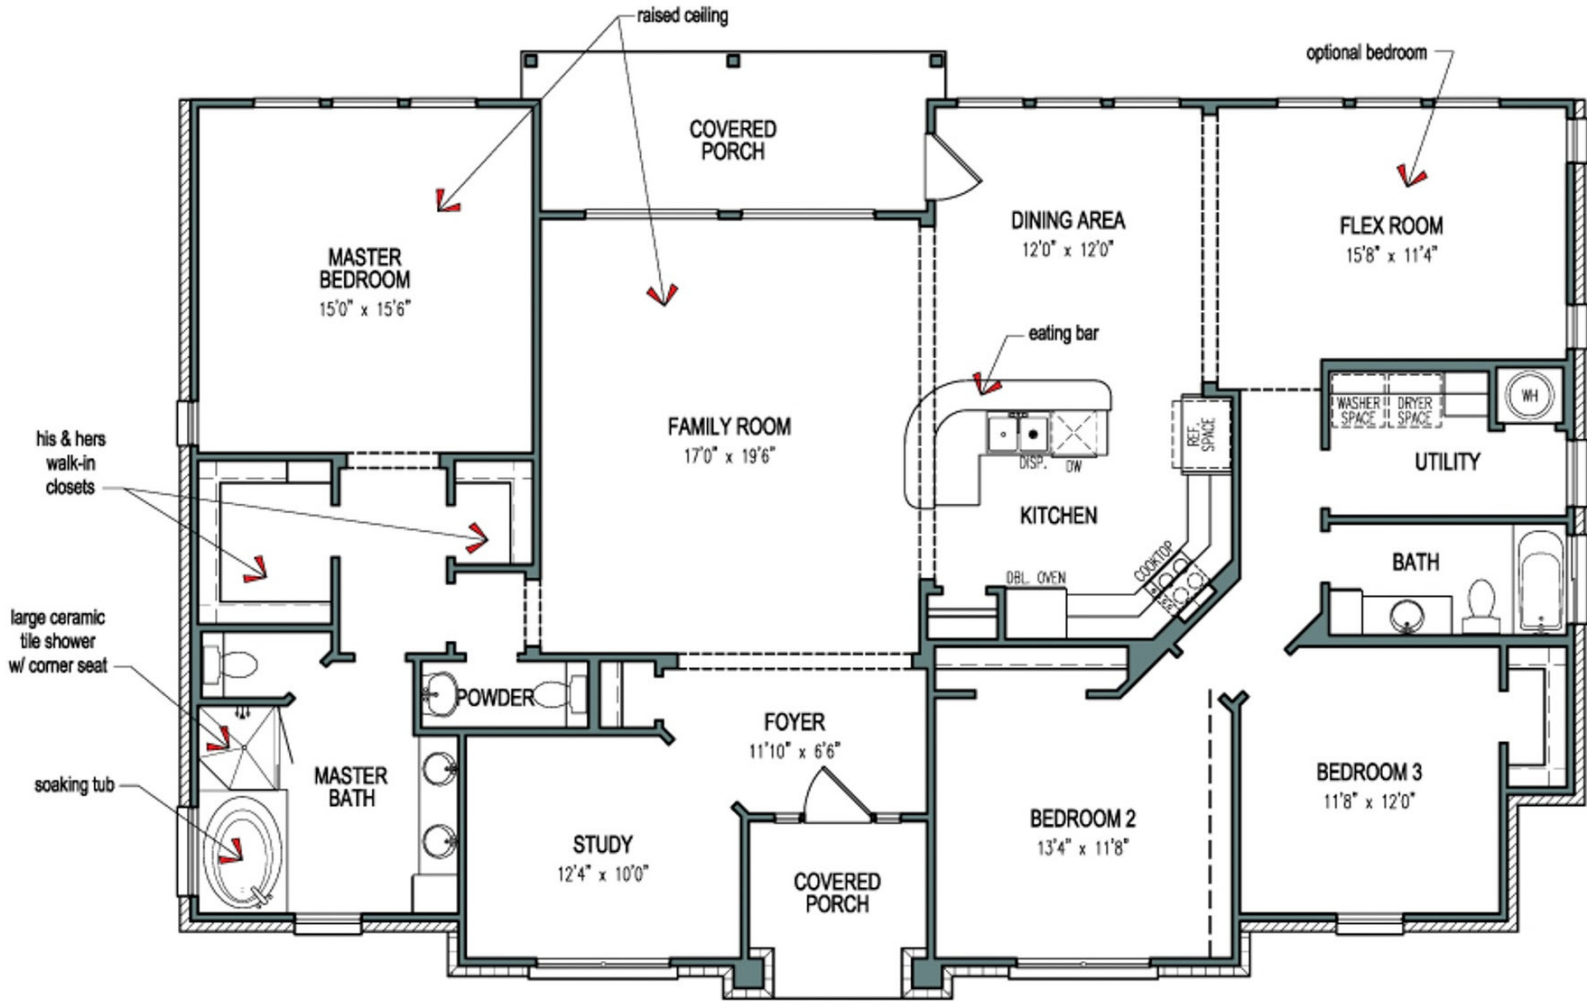 raised ceiling
optional bedroom
COVERED
PORCH
MASTER
BEDROOM
15'0" x 15'6"
DINING AREA
12'0" x 12'0"
FLEX ROOM
15'8" x 11'4"
eating bar
FAMILY ROOM
17'0" x 19'6"
WASHER
SPACE
DRYER
SPACE
WH
REF.
SPACE
DISP.
DW
UTILITY
his & hers
walk-in
closets
KITCHEN
COOKTOP
DBL. OVEN
BATH
large ceramic
tile shower
w/ corner seat
POWDER
FOYER
11'10" x 6'6"
soaking tub
MASTER
BATH
STUDY
12'4" x 10'0"
COVERED
PORCH
BEDROOM 2
13'4" x 11'8"
BEDROOM 3
11'8" x 12'0"